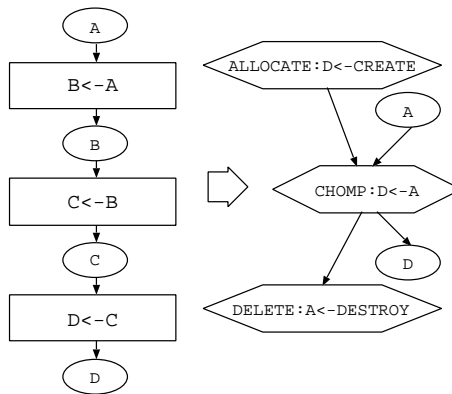 A
B<-A
B
C<-B
C
D<-C
D
ALLOCATE:D<-CREATE
A
CHOMP:D<-A
D
DELETE:A<-DESTROY